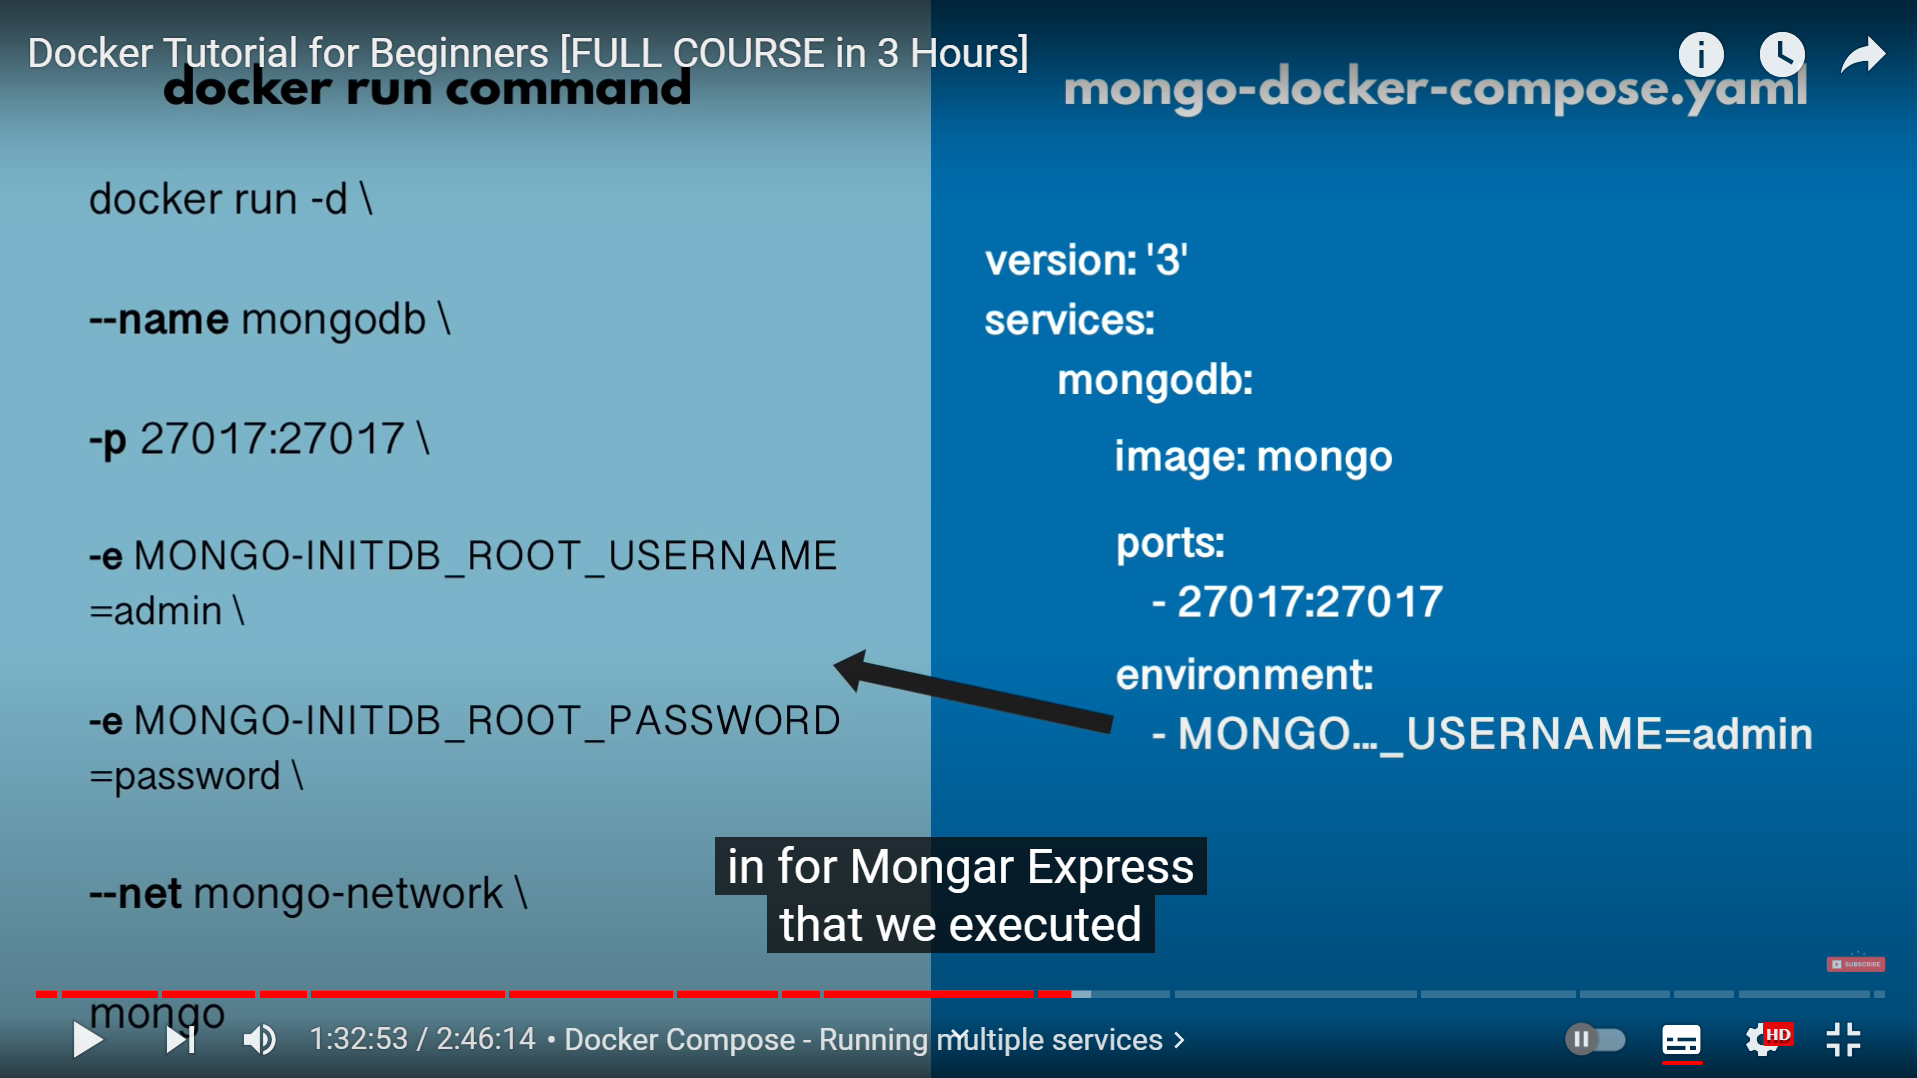 Docker Tutorial for Beginners [FULL COURSE in 3 Hours]
docker run command
docker run -d \
--name mongodb \
-p 27017:27017 \
-e MONGO-INITDB_ROOT_USERNAME
=admin \
-e MONGO-INITDB_ROOT_PASSWORD
=password \
--net mongo-network \
mongo
mongo-docker-compose.yaml
version: '3'
services:
mongodb:
image: mongo
ports:
- 27017:27017
environment:
- MONGO..._USERNAME=admin
in for Mongar Express
that we executed
SUBSCRIBE
1:32:53 / 2:46:14 • Docker Compose - Running multiple services >
HD